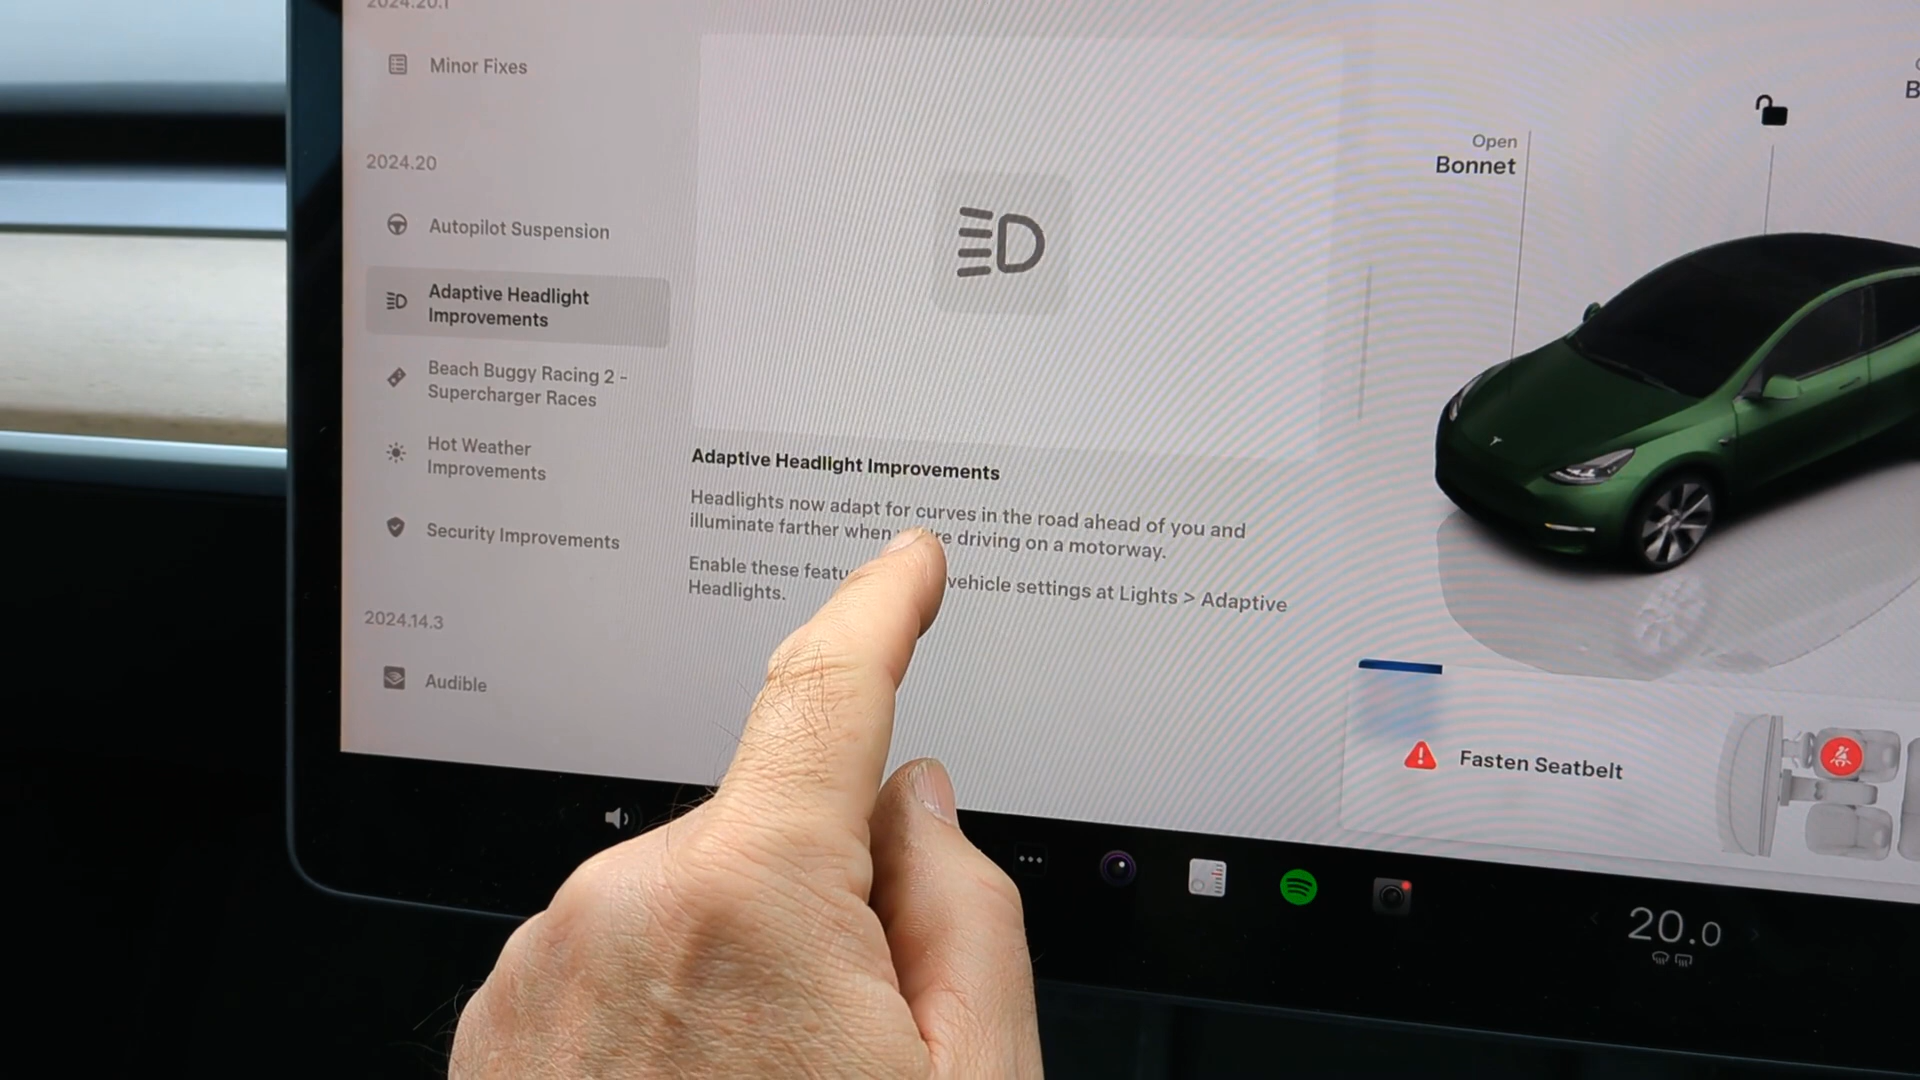 2024.20.1
Minor Fixes
2024.20
Autopilot Suspension
Adaptive Headlight
Improvements
Beach Buggy Racing 2 -
Supercharger Races
Hot Weather
Improvements
Security Improvements
2024.14.3
Audible
Adaptive Headlight Improvements
Headlights now adapt for curves in the road ahead of you and
illuminate farther when driving on a motorway.
Enable these vehicle settings at Lights > Adaptive
Headlights.
Open
Bonnet
Fasten Seatbelt
20.0